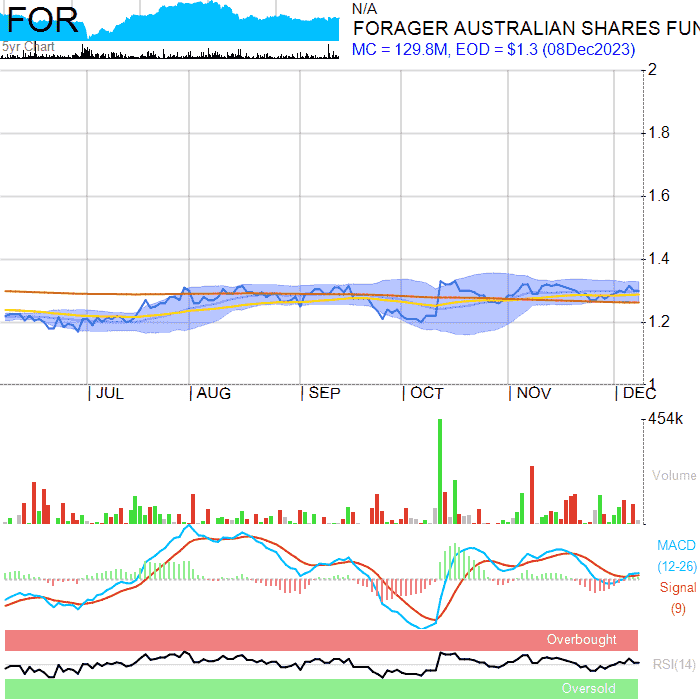 FOR
5yr Chart
N/A
FORAGER AUSTRALIAN SHARES FUN
MC = 129.8M, EOD = $1.3 (08Dec2023)
2
1.8
1.6
1.4
1.2
1
JUL AUG SEP OCT NOV DEC
454k
Volume
MACD
(12-26)
Signal
(9)
Overbought
RSI(14)
Oversold